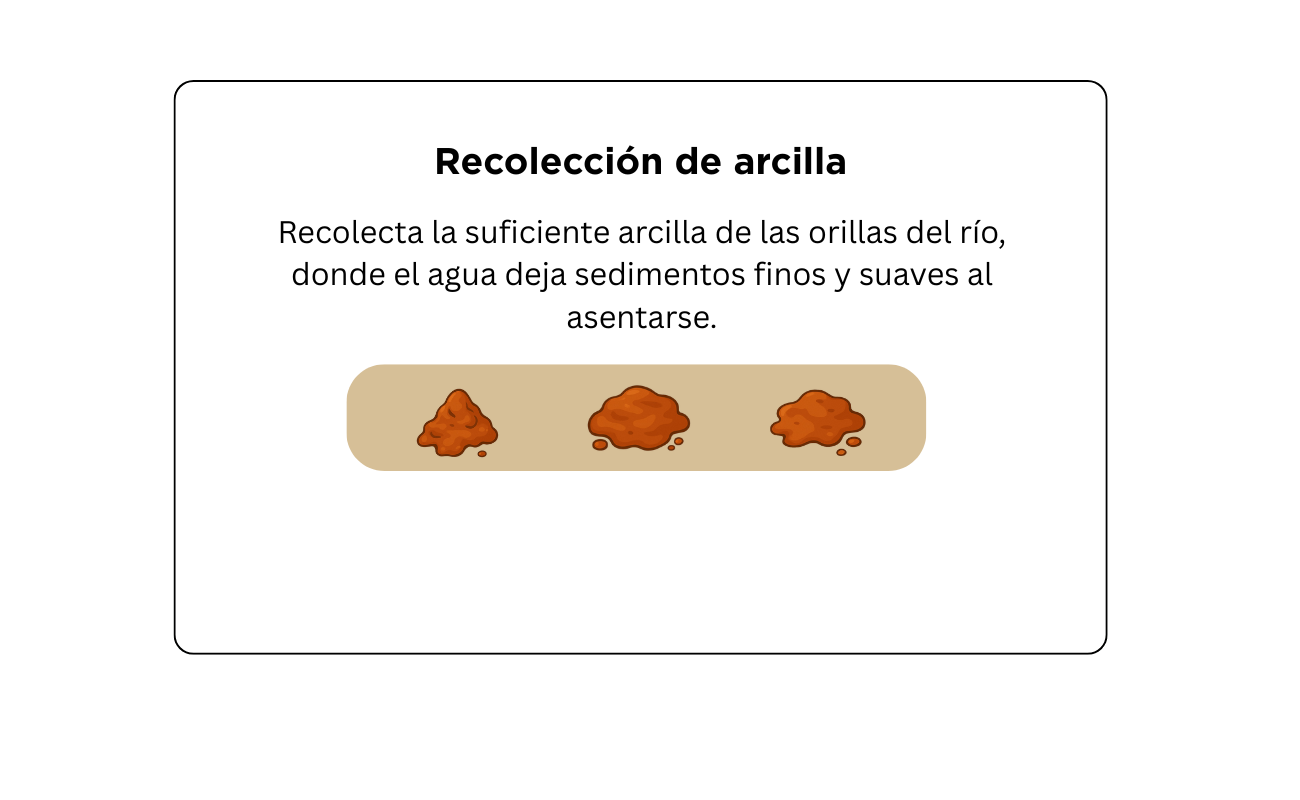 Recolección de arcilla
Recolecta la suficiente arcilla de las orillas del río,
donde el agua deja sedimentos finos y suaves al
asentarse.